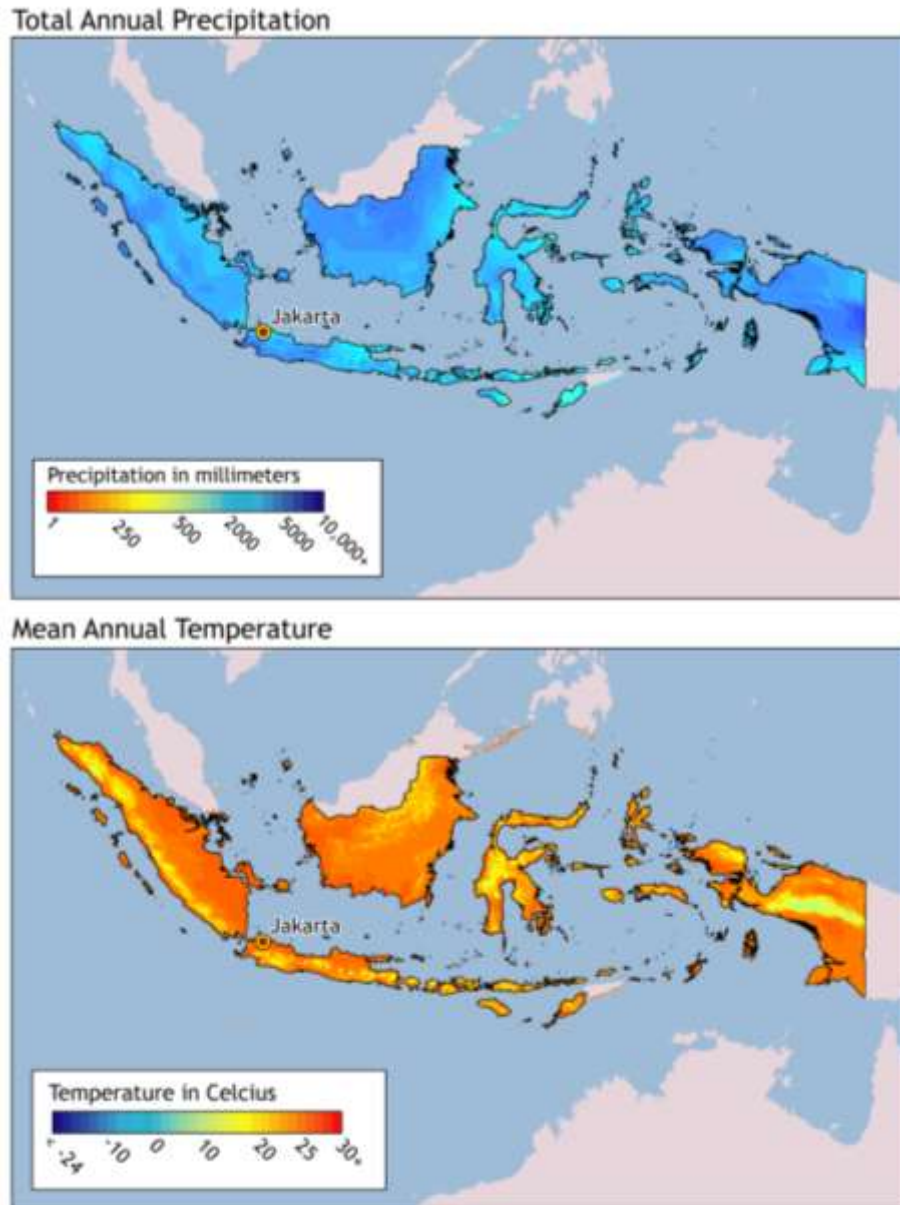 Total Annual Precipitation
Jakarta
Precipitation in millimeters
1 250 500 2000 5000 10,000+
Mean Annual Temperature
Jakarta
Temperature in Celcius
< -24 -10 0 10 20 25 30+